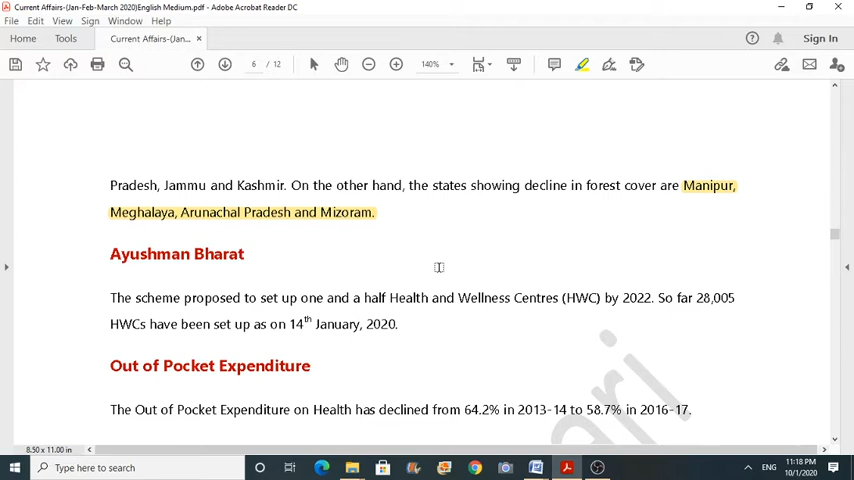 Current Affairs-(Jan-Feb-March 2020)English Medium.pdf - Adobe Acrobat Reader DC
File Edit View Sign Window Help
Home Tools Current Affairs-(Jan... × Sign In
6 / 12 140%
Pradesh, Jammu and Kashmir. On the other hand, the states showing decline in forest cover are Manipur,
Meghalaya, Arunachal Pradesh and Mizoram.
Ayushman Bharat
The scheme proposed to set up one and a half Health and Wellness Centres (HWC) by 2022. So far 28,005
HWCs have been set up as on 14th January, 2020.
Out of Pocket Expenditure
The Out of Pocket Expenditure on Health has declined from 64.2% in 2013-14 to 58.7% in 2016-17.
8.50 x 11.00 in
Type here to search
ENG
11:18 PM
10/1/2020